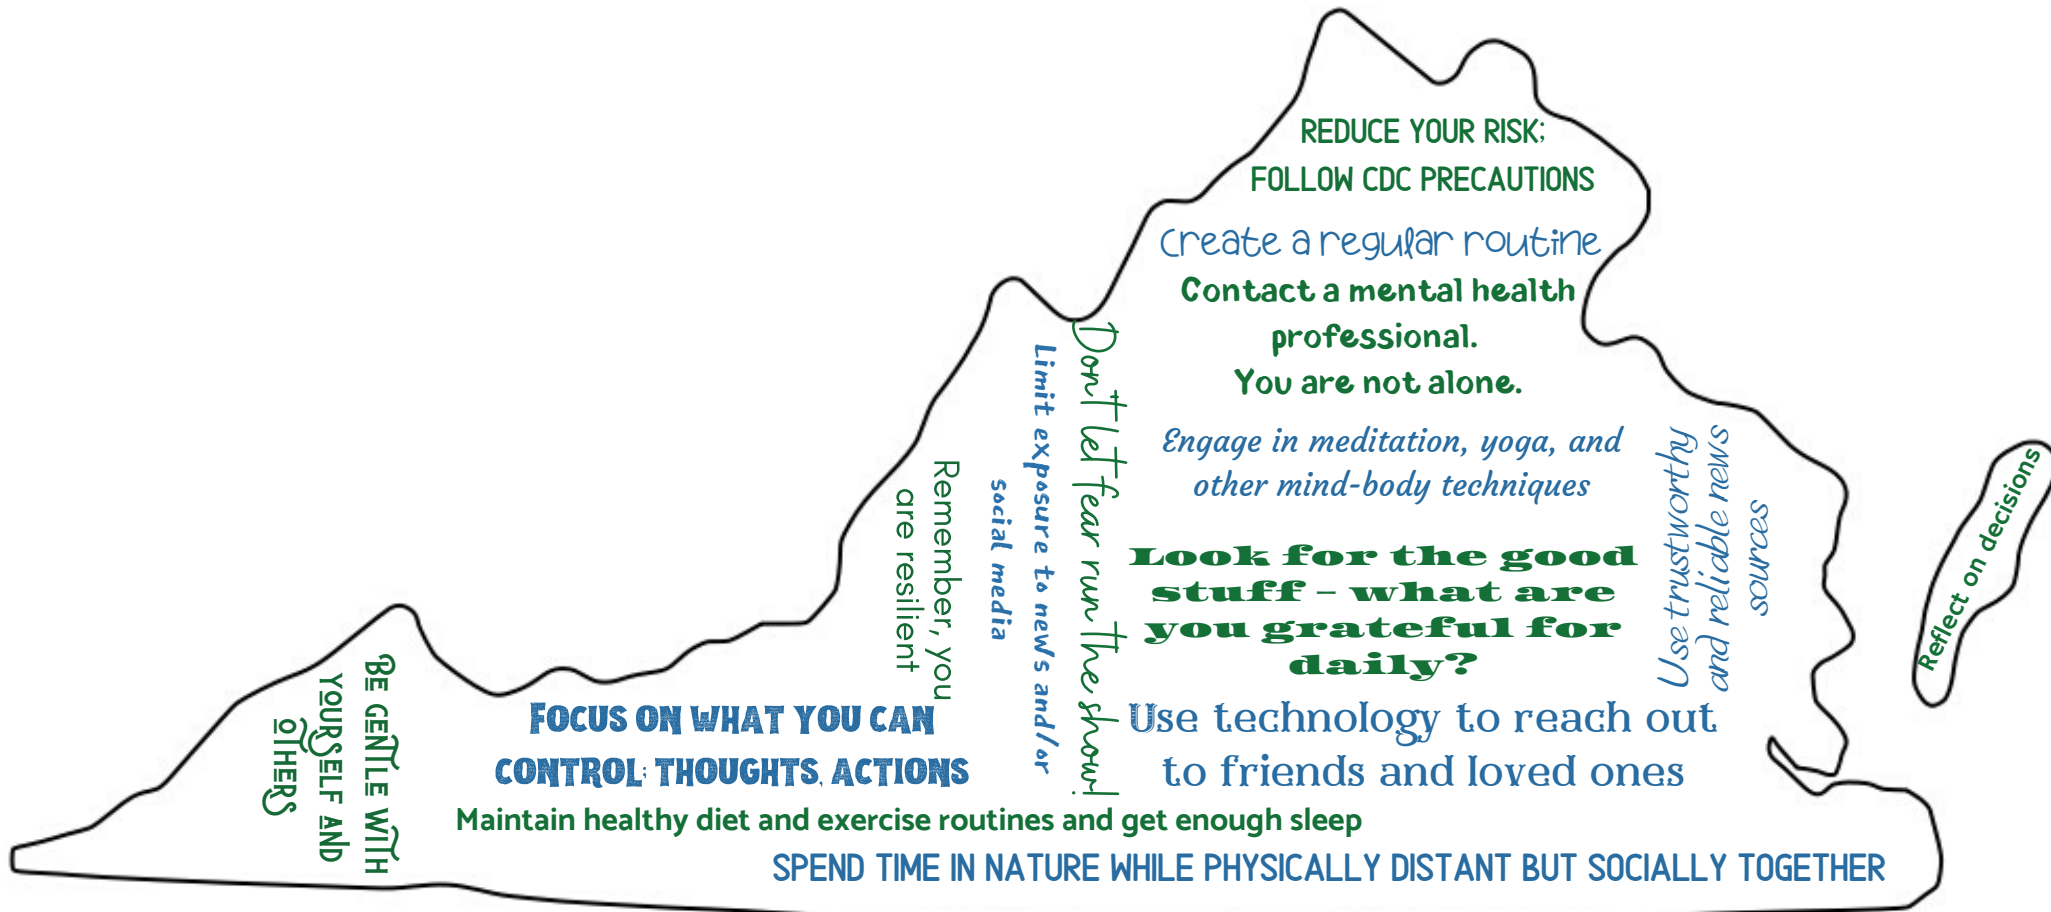 REDUCE YOUR RISK;
FOLLOW CDC PRECAUTIONS
Create a regular routine
Contact a mental health
professional.
You are not alone.
Engage in meditation, yoga, and
other mind-body techniques
Look for the good
stuff - what are
you grateful for
daily?
Use technology to reach out
to friends and loved ones
Use trustworthy
and reliable news
sources
Reflect on decisions
Don't let fear run the show!
Limit exposure to news and/or
social media
Remember, you
are resilient
FOCUS ON WHAT YOU CAN
CONTROL: THOUGHTS, ACTIONS
BE GENTLE WITH
YOURSELF AND
OTHERS
Maintain healthy diet and exercise routines and get enough sleep
SPEND TIME IN NATURE WHILE PHYSICALLY DISTANT BUT SOCIALLY TOGETHER